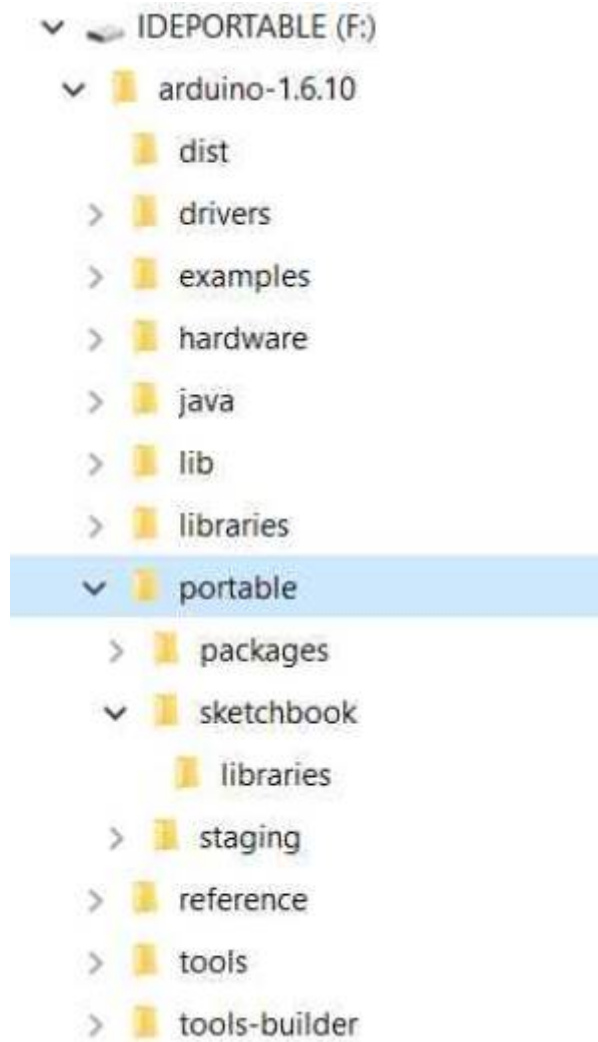 IDEPORTABLE (F:)
arduino-1.6.10
dist
drivers
examples
hardware
java
lib
libraries
portable
packages
sketchbook
libraries
staging
reference
tools
tools-builder